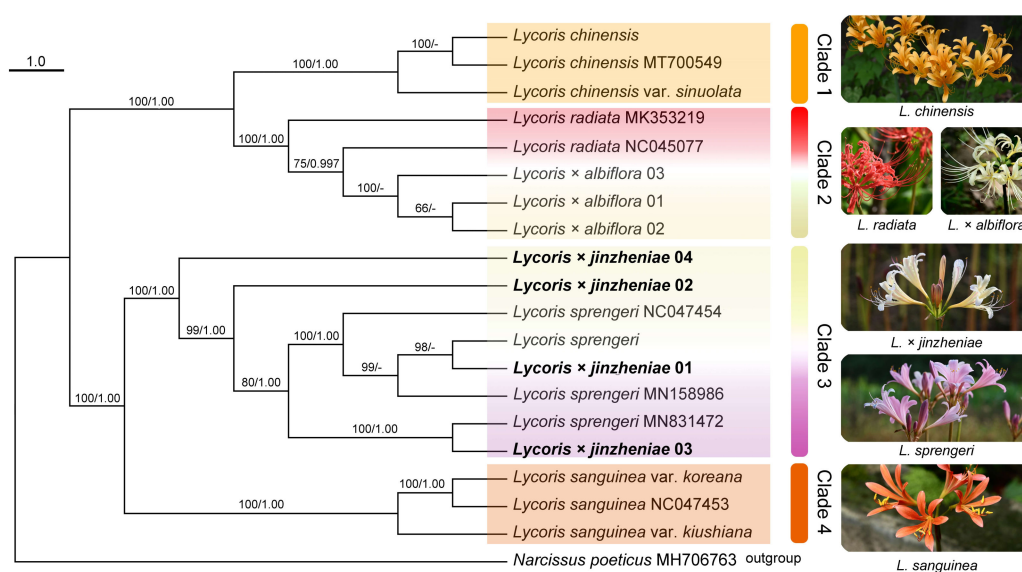 1.0
100/-
100/1.00
100/1.00
100/1.00
75/0.997
100/-
66/-
100/1.00
99/1.00
100/1.00
98/-
99/-
80/1.00
100/1.00
100/1.00
100/1.00
100/1.00
Lycoris chinensis
Lycoris chinensis MT700549
Lycoris chinensis var. sinuolata
Lycoris radiata MK353219
Lycoris radiata NC045077
Lycoris × albiflora 03
Lycoris × albiflora 01
Lycoris × albiflora 02
Lycoris × jinzheniae 04
Lycoris × jinzheniae 02
Lycoris sprengeri NC047454
Lycoris sprengeri
Lycoris × jinzheniae 01
Lycoris sprengeri MN158986
Lycoris sprengeri MN831472
Lycoris × jinzheniae 03
Lycoris sanguinea var. koreana
Lycoris sanguinea NC047453
Lycoris sanguinea var. kiushiana
Narcissus poeticus MH706763 outgroup
Clade 1
Clade 2
Clade 3
Clade 4
L. chinensis
L. radiata
L. × albiflora
L. × jinzheniae
L. sprengeri
L. sanguinea